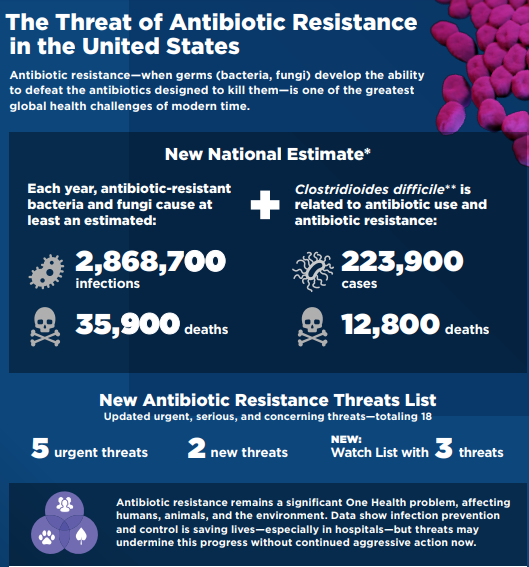 The Threat of Antibiotic Resistance
in the United States
Antibiotic resistance—when germs (bacteria, fungi) develop the ability
to defeat the antibiotics designed to kill them—is one of the greatest
global health challenges of modern time.
New National Estimate*
Each year, antibiotic-resistant
bacteria and fungi cause at
least an estimated:
2,868,700
infections
35,900 deaths
Clostridioides difficile** is
related to antibiotic use and
antibiotic resistance:
223,900
cases
12,800 deaths
New Antibiotic Resistance Threats List
Updated urgent, serious, and concerning threats—totaling 18
5 urgent threats
2 new threats
NEW:
Watch List with 3 threats
Antibiotic resistance remains a significant One Health problem, affecting
humans, animals, and the environment. Data show infection prevention
and control is saving lives—especially in hospitals—but threats may
undermine this progress without continued aggressive action now.